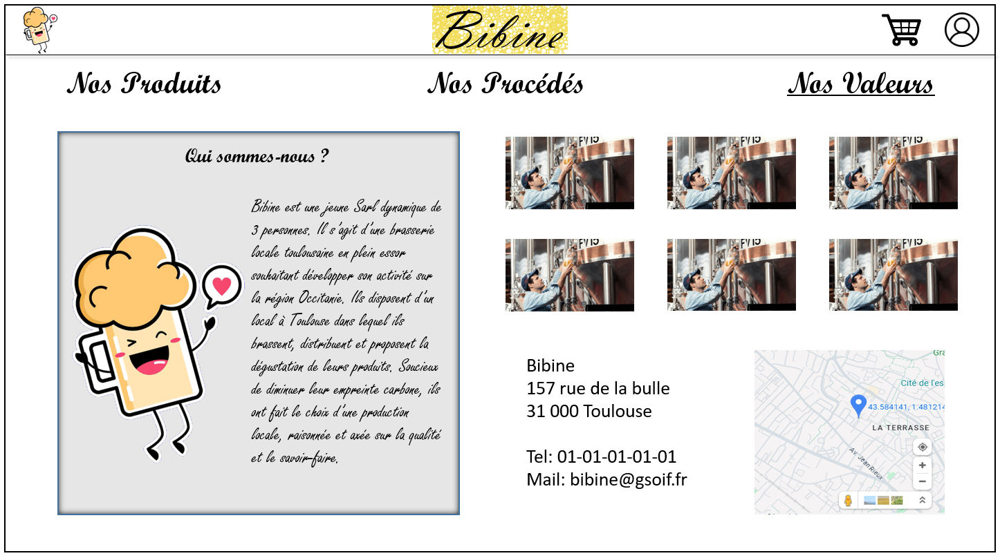 Bibine
Nos Produits
Nos Procédés
Nos Valeurs
Qui sommes-nous ?
Bibine est une jeune Sarl dynamique de
3 personnes. Il s'agit d'une brasserie
locale toulousaine en plein essor
souhaitant développer son activité sur
la région Occitanie. Ils disposent d'un
local à Toulouse dans lequel ils
brassent, distribuent et proposent la
dégustation de leurs produits. Soucieux
de diminuer leur empreinte carbone, ils
ont fait le choix d'une production
locale, raisonnée et axée sur la qualité
et le savoir-faire.
FV15
FV15
FV15
FV15
FV15
FV15
Bibine
157 rue de la bulle
31 000 Toulouse
Tel: 01-01-01-01-01
Mail: bibine@gsoif.fr
Gra
Cité de l'es
43.584141, 1.481214
LA TERRASSE
Av. Jean Rieux